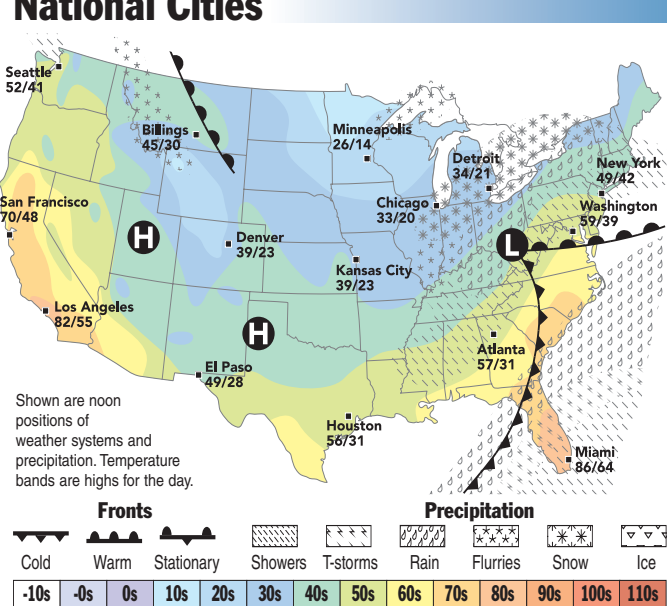 National Cities
Seattle
52/41
Billings
45/30
Minneapolis
26/14
Detroit
34/21
New York
49/42
San Francisco
70/48
Chicago
33/20
Washington
59/39
H
Denver
39/23
L
Kansas City
39/23
Los Angeles
82/55
H
Atlanta
57/31
El Paso
49/28
Shown are noon
positions of
weather systems and
precipitation. Temperature
bands are highs for the day.
Houston
56/31
Miami
86/64
Fronts
Precipitation
Cold Warm Stationary Showers T-storms Rain Flurries Snow Ice
-10s -0s 0s 10s 20s 30s 40s 50s 60s 70s 80s 90s 100s 110s